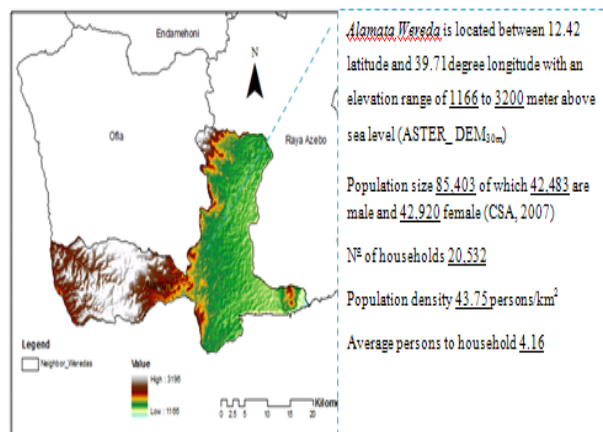 Endamehoni
N
Ofla
Raya Azebo
Legend
Neighbor_Weredas
Value
High : 3196
Low : 1166
0 2.5 5 10 15 20
Kilome
Alamata Wereda is located between 12.42
latitude and 39.71degree longitude with an
elevation range of 1166 to 3200 meter above
sea level (ASTER_ DEM30m)
Population size 85,403 of which 42,483 are
male and 42,920 female (CSA, 2007)
Nº of households 20,532
Population density 43.75persons/km²
Average persons to household 4.16